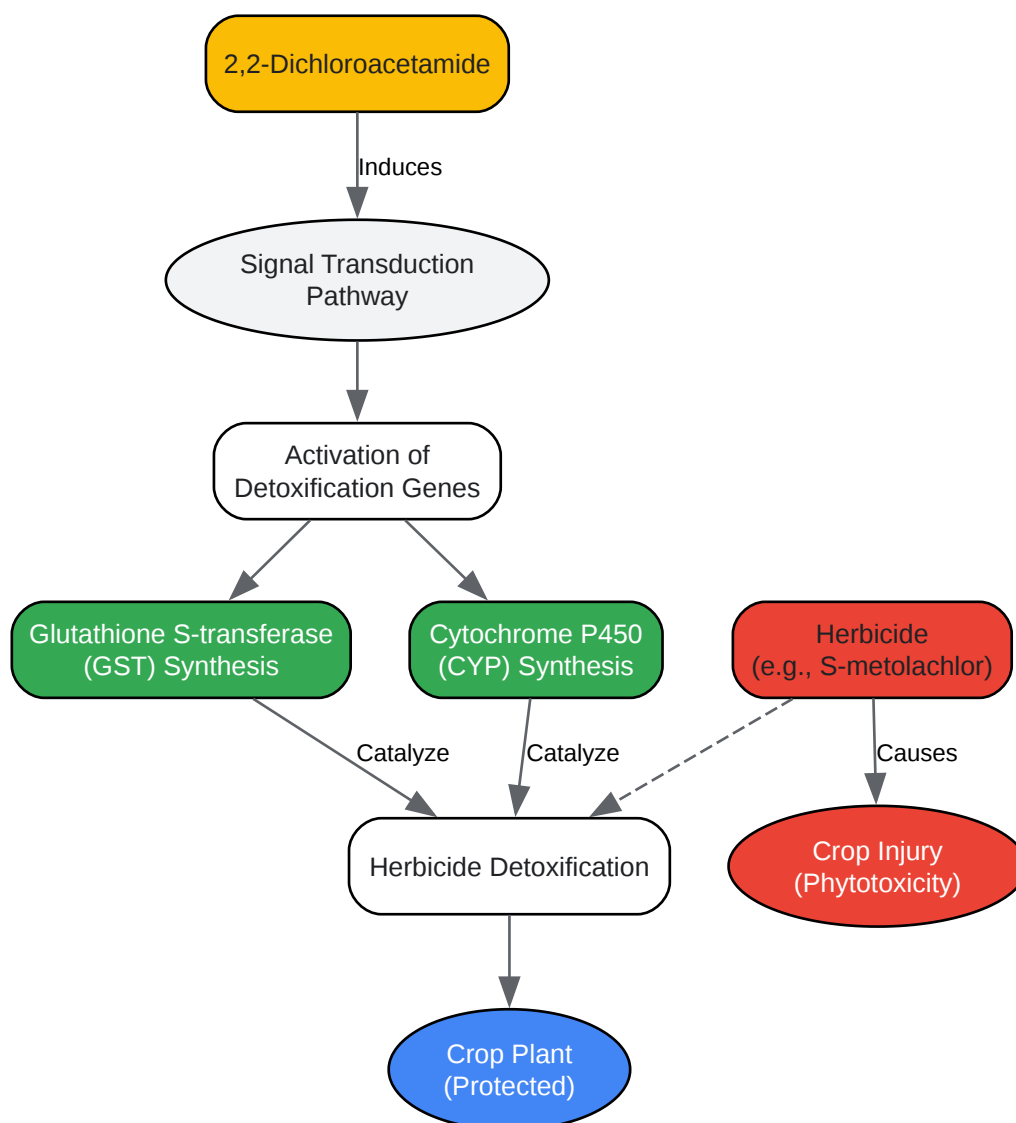 2,2-Dichloroacetamide
Induces
Signal Transduction
Pathway
Activation of
Detoxification Genes
Glutathione S-transferase
(GST) Synthesis
Cytochrome P450
(CYP) Synthesis
Herbicide
(e.g., S-metolachlor)
Catalyze
Catalyze
Causes
Herbicide Detoxification
Crop Injury
(Phytotoxicity)
Crop Plant
(Protected)